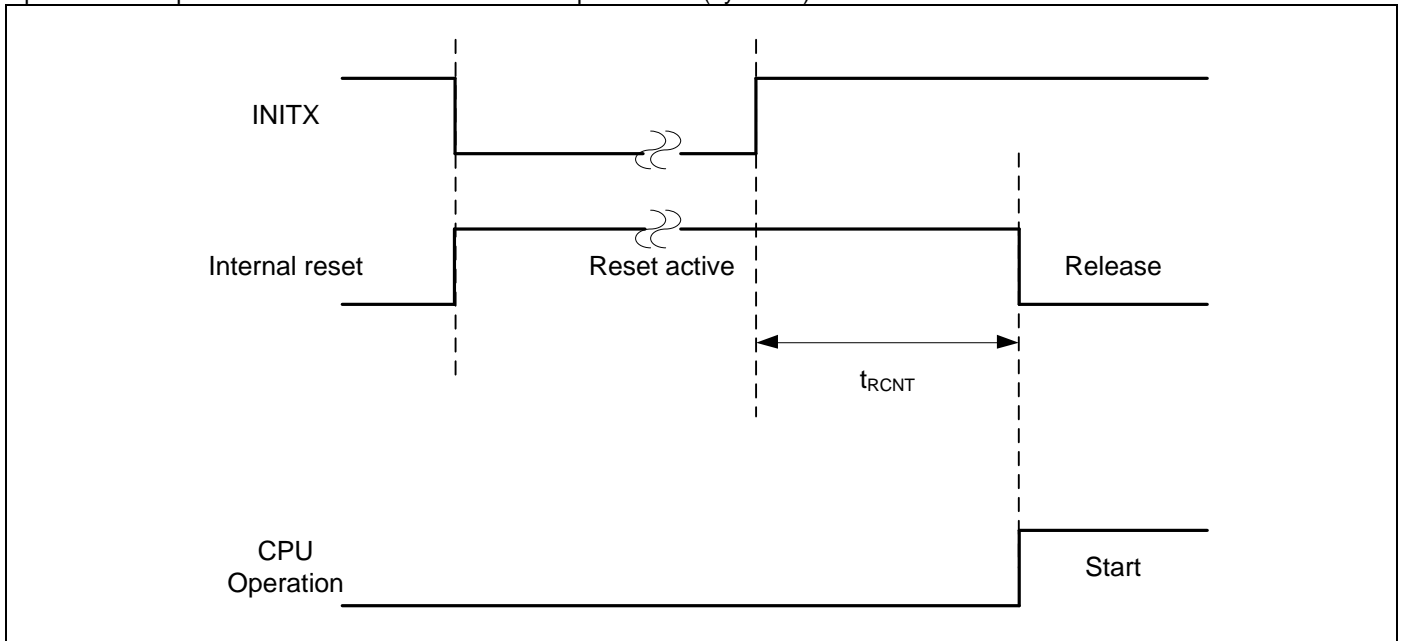 INITX
Internal reset
Reset active
Release
tRCNT
CPU
Operation
Start